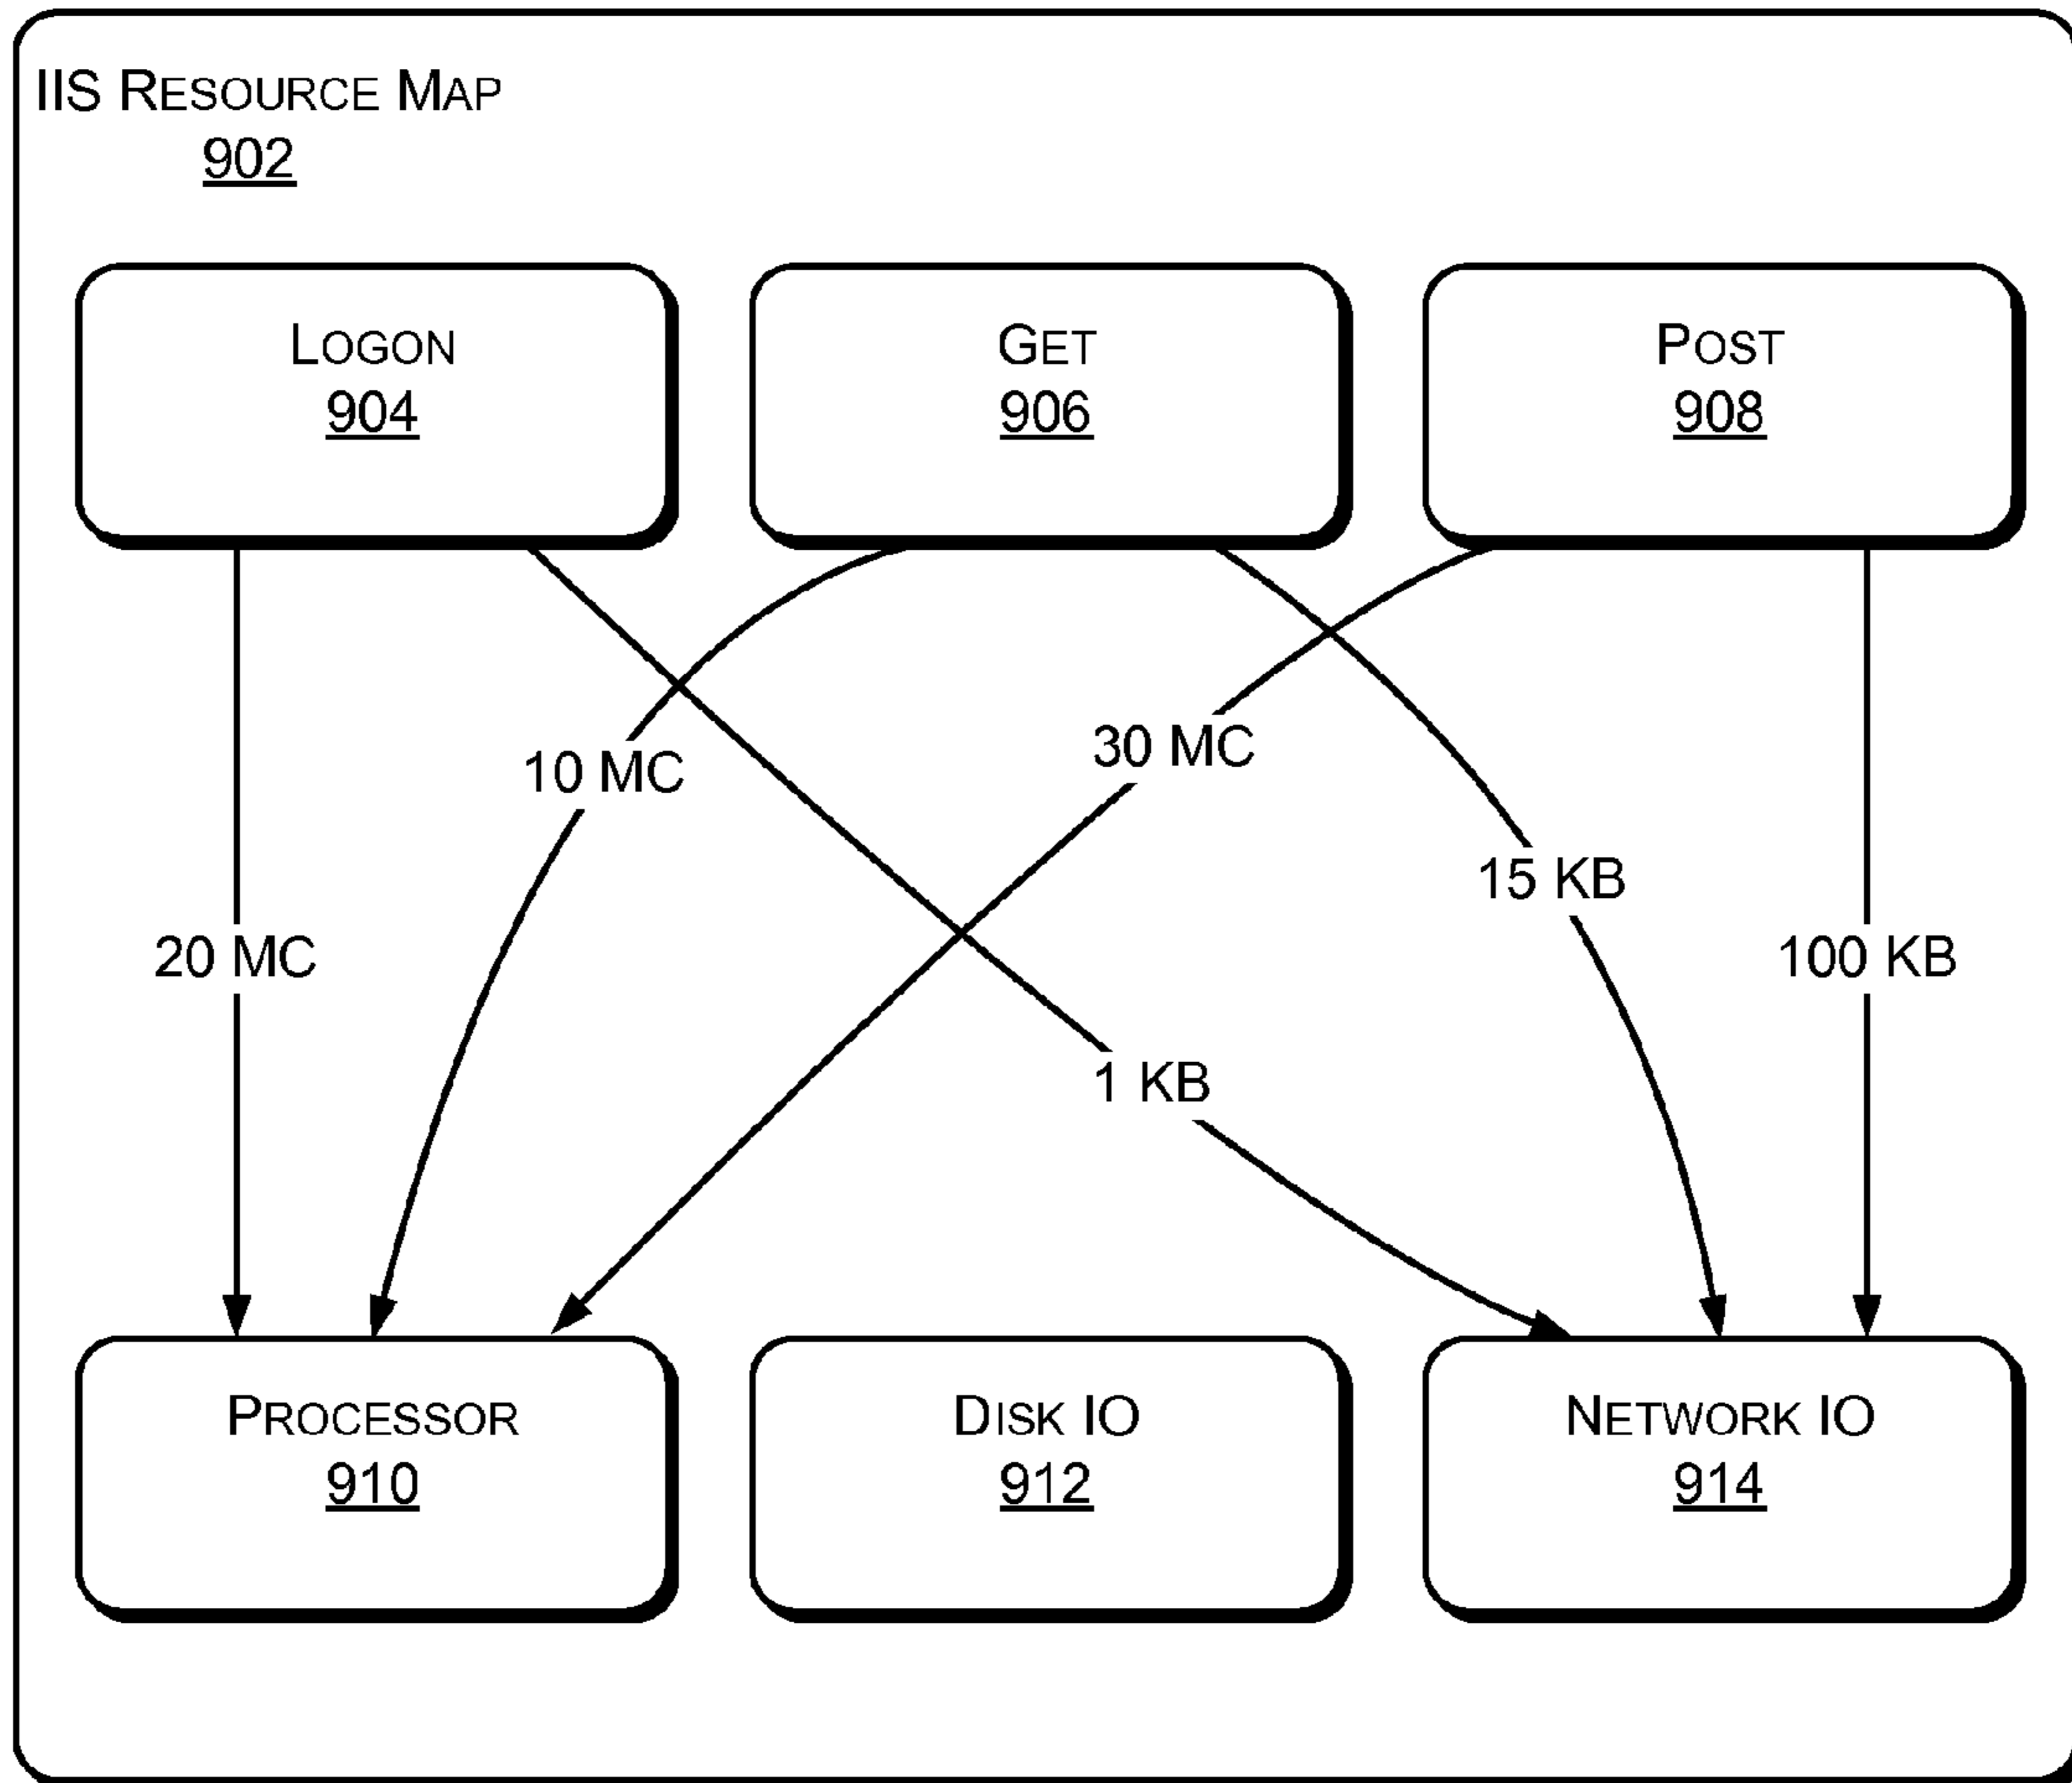 IIS RESOURCE MAP
902
LOGON
904
GET
906
POST
908
10 MC
30 MC
15 KB
20 MC
100 KB
1 KB
PROCESSOR
910
DISK IO
912
NETWORK IO
914